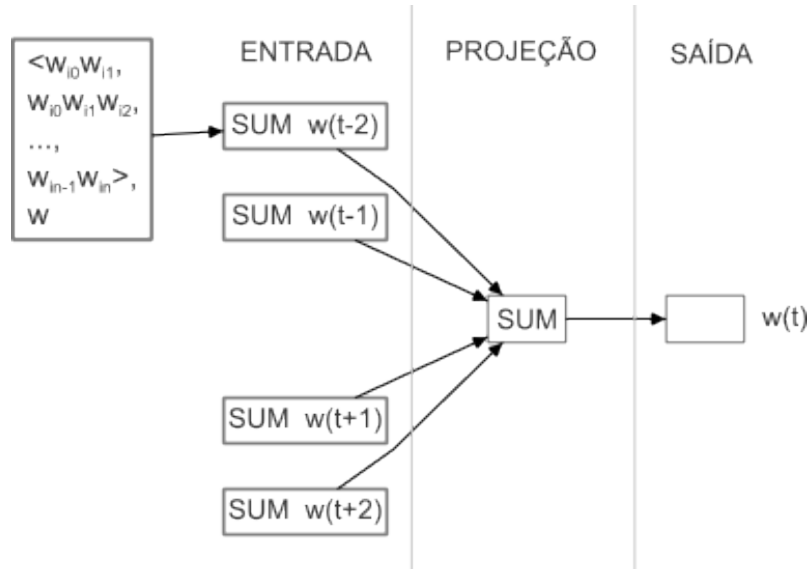 ENTRADA
PROJEÇÃO
SAÍDA
<w_i0w_i1,
w_i0w_i1w_i2,
...,
w_in-1w_in>,
w
SUM w(t-2)
SUM w(t-1)
SUM
w(t)
SUM w(t+1)
SUM w(t+2)